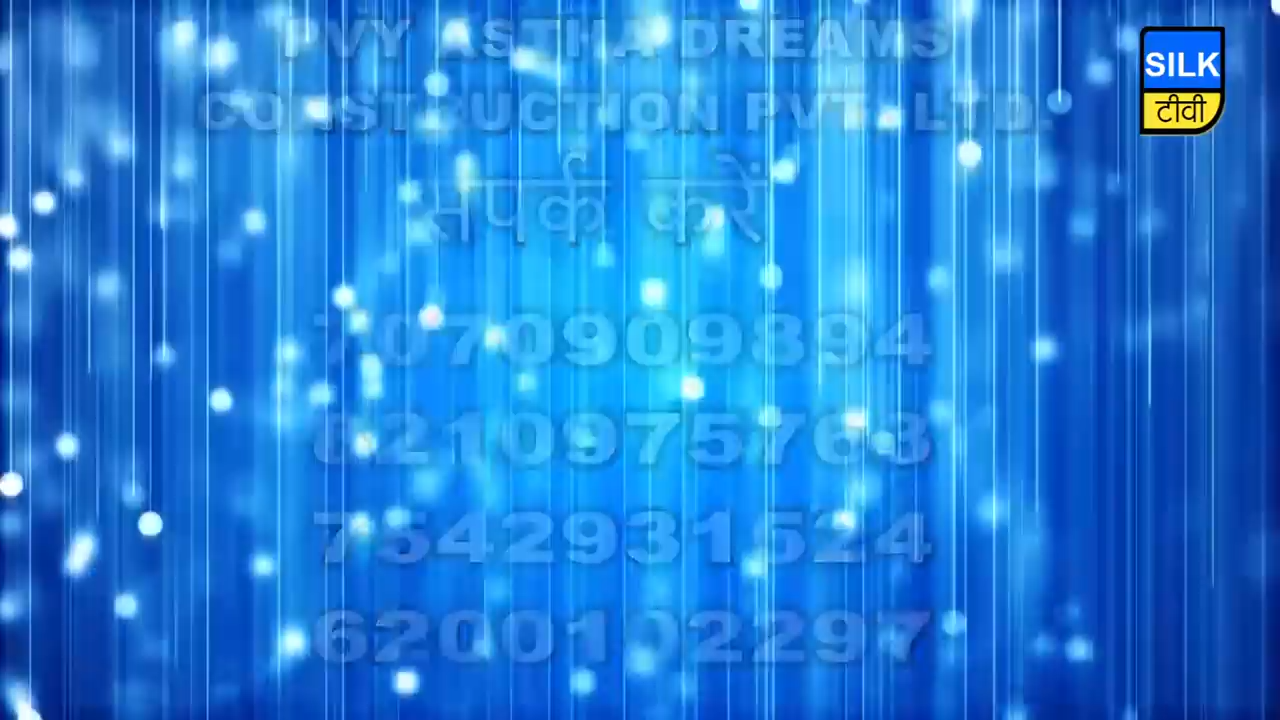 PVY ASTHA DREAMS
CONSTRUCTION PVT. LTD.
संपर्क करें
7070909894
6210975763
7542931524
6200102297
SILK
टीवी